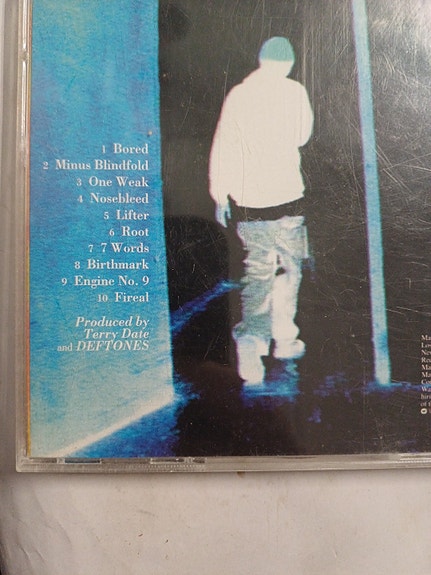 1 Bored
2 Minus Blindfold
3 One Weak
4 Nosebleed
5 Lifter
6 Root
7 7 Words
8 Birthmark
9 Engine No. 9
10 Fireal
Produced by
Terry Date
and DEFTONES